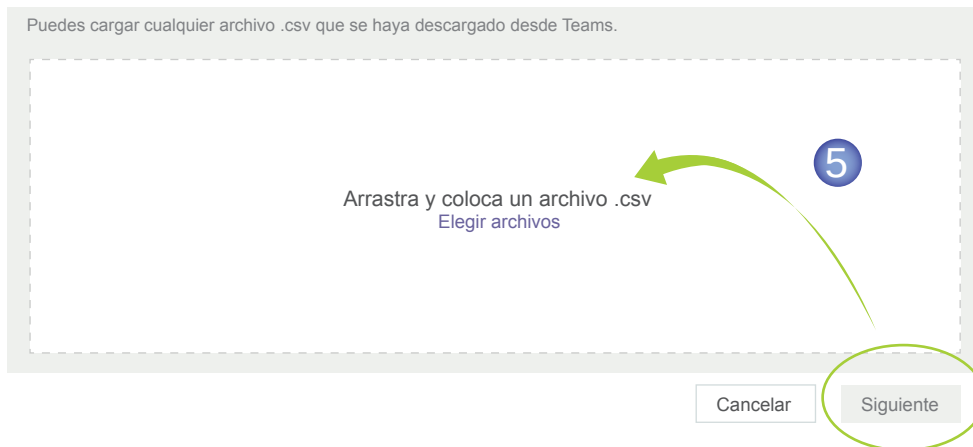 Puedes cargar cualquier archivo .csv que se haya descargado desde Teams.
5
Arrastra y coloca un archivo .csv
Elegir archivos
Cancelar
Siguiente